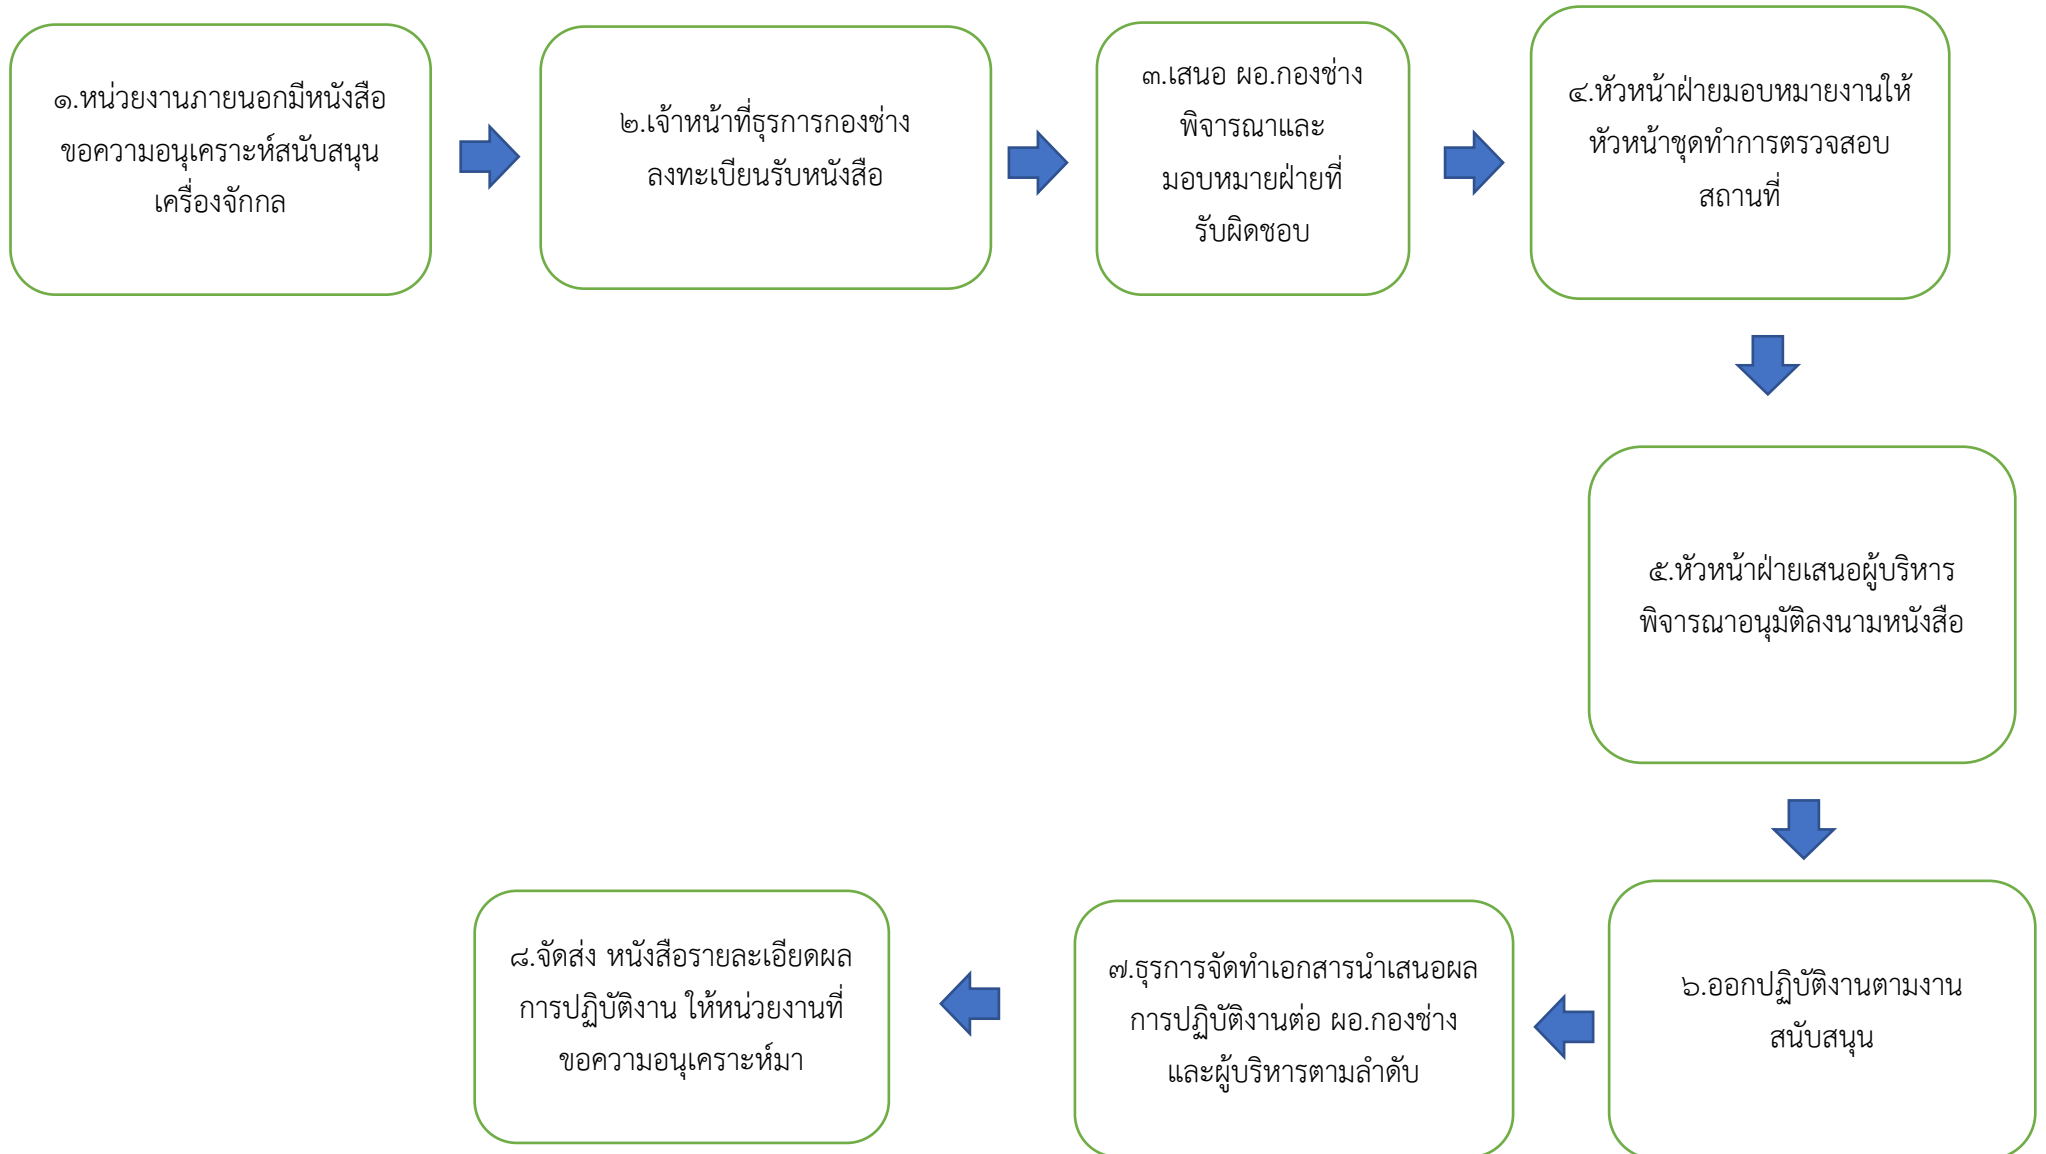 ๑.หน่วยงานภายนอกมีหนังสือ
ขอความอนุเคราะห์สนับสนุน
เครื่องจักกล
๒.เจ้าหน้าที่ธุรการกองช่าง
ลงทะเบียนรับหนังสือ
๓.เสนอ ผอ.กองช่าง
พิจารณาและ
มอบหมายฝ่ายที่
รับผิดชอบ
๔.หัวหน้าฝ่ายมอบหมายงานให้
หัวหน้าชุดทำการตรวจสอบ
สถานที่
๕.หัวหน้าฝ่ายเสนอผู้บริหาร
พิจารณาอนุมัติลงนามหนังสือ
๖.ออกปฏิบัติงานตามงาน
สนับสนุน
๗.ธุรการจัดทำเอกสารนำเสนอผล
การปฏิบัติงานต่อ ผอ.กองช่าง
และผู้บริหารตามลำดับ
๘.จัดส่ง หนังสือรายละเอียดผล
การปฏิบัติงาน ให้หน่วยงานที่
ขอความอนุเคราะห์มา